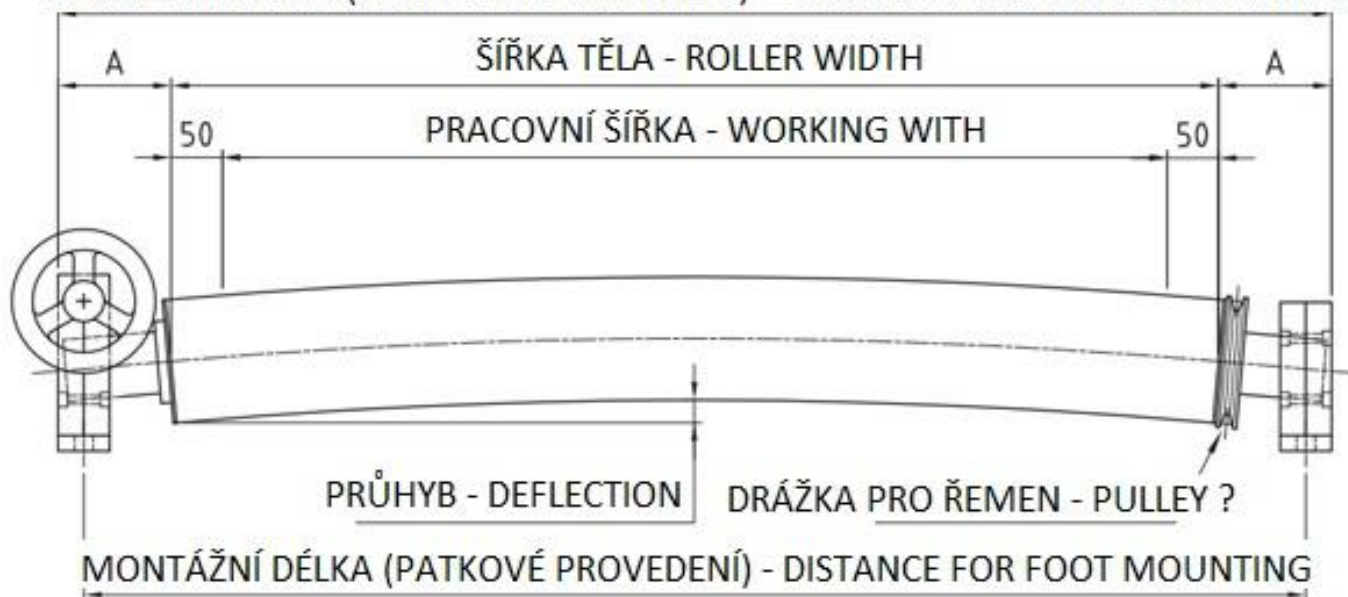 A
ŠÍŘKA TĚLA - ROLLER WIDTH
A
50
PRACOVNÍ ŠÍŘKA - WORKING WITH
50
PRŮHYB - DEFLECTION
DRÁŽKA PRO ŘEMEN - PULLEY ?
MONTÁŽNÍ DÉLKA (PATKOVÉ PROVEDENÍ) - DISTANCE FOR FOOT MOUNTING